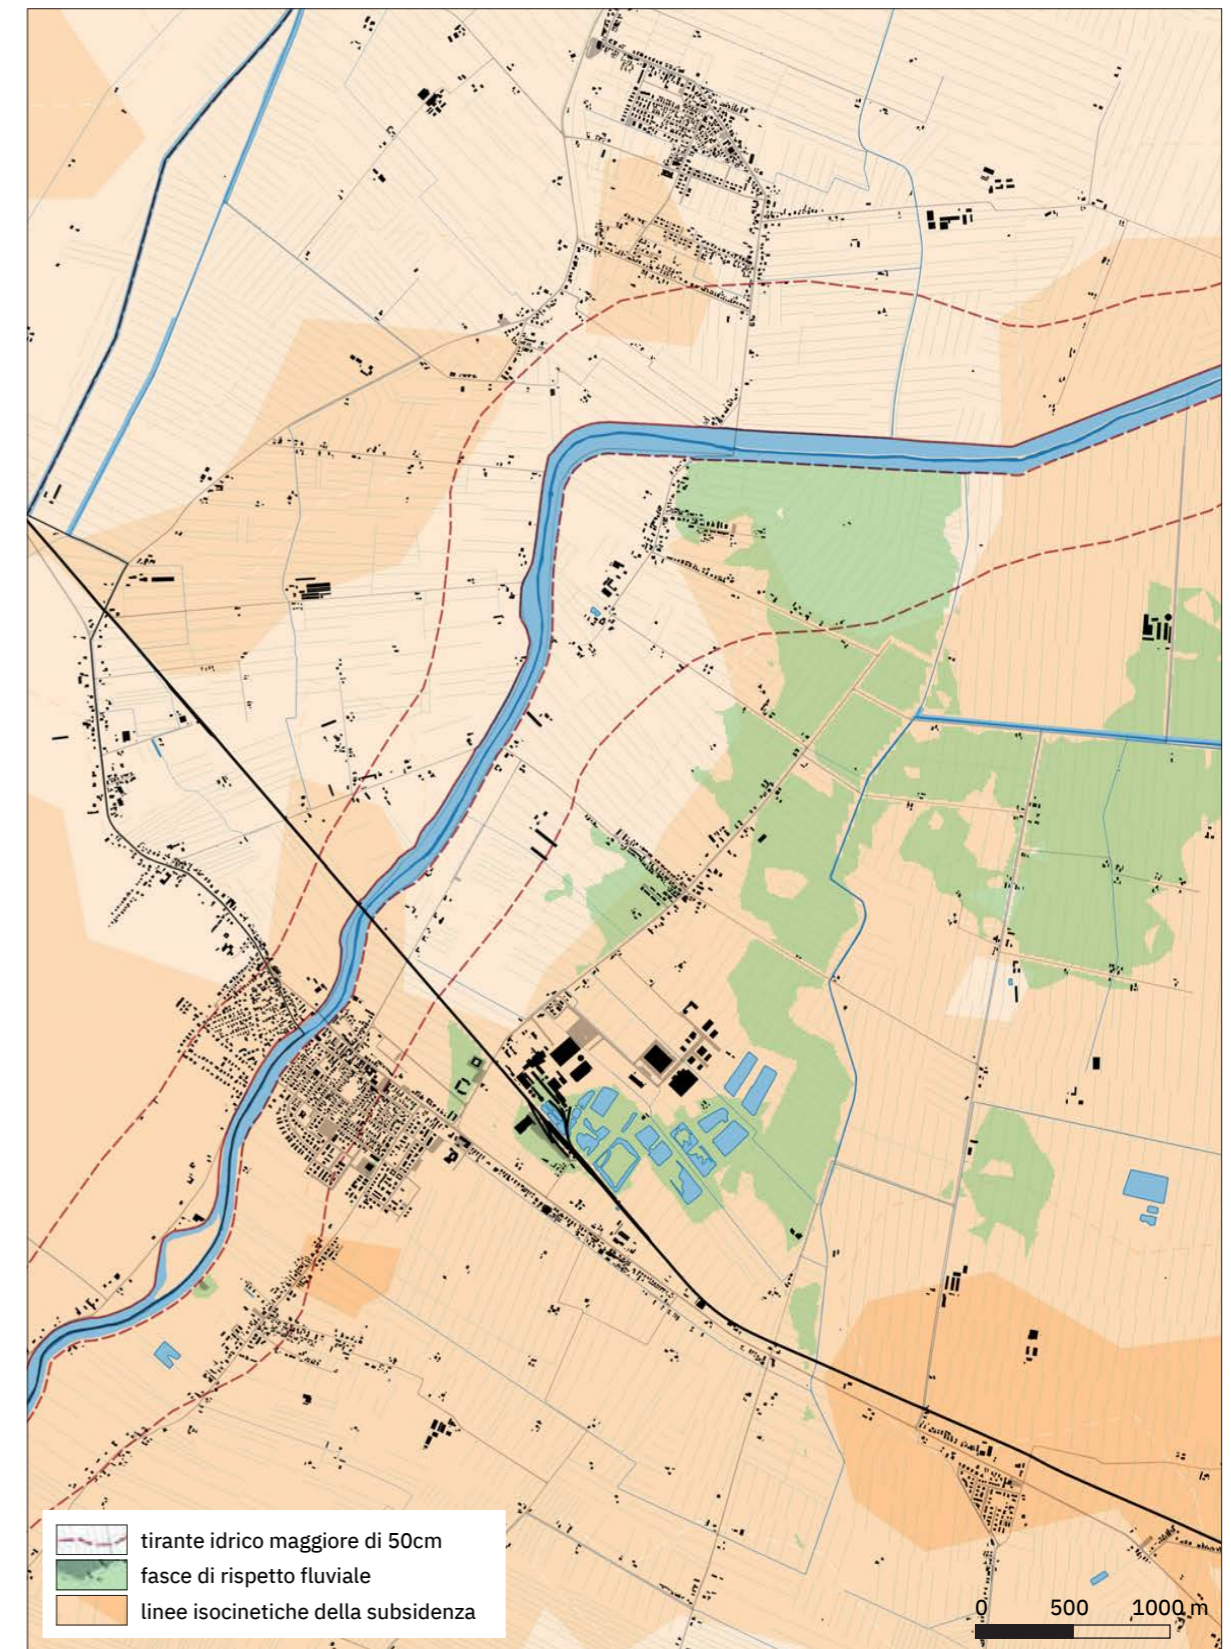 tirante idrico maggiore di 50cm
fasce di rispetto fluviale
linee isocinetiche della subsidenza
0 500 1000 m